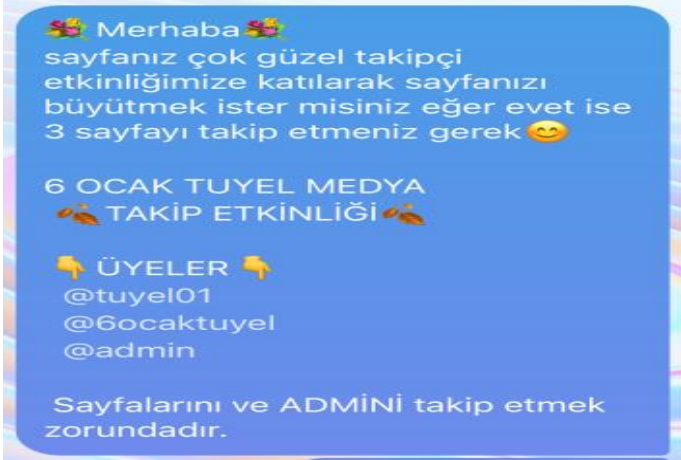 💐 Merhaba💐
sayfanız çok güzel takipçi
etkinliğimize katılarak sayfanızı
büyütmek ister misiniz eğer evet ise
3 sayfayı takip etmeniz gerek😊
6 OCAK TUYEL MEDYA
🍂 TAKİP ETKİNLİĞİ🍂
👇 ÜYELER 👇
@tuyel01
@6ocaktuyel
@admin
Sayfalarını ve ADMİNİ takip etmek
zorundadır.